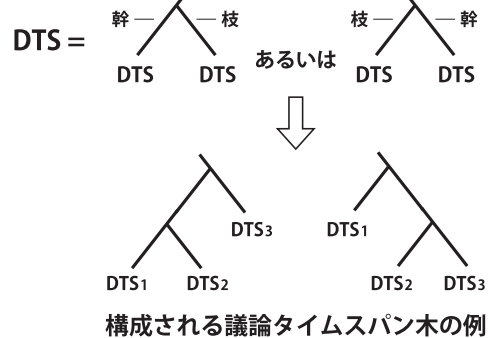 幹 枝 枝 幹
DTS =
DTS DTS あるいは DTS DTS
DTS3 DTS1
DTS1 DTS2 DTS2 DTS3
構成される議論タイムスパン木の例